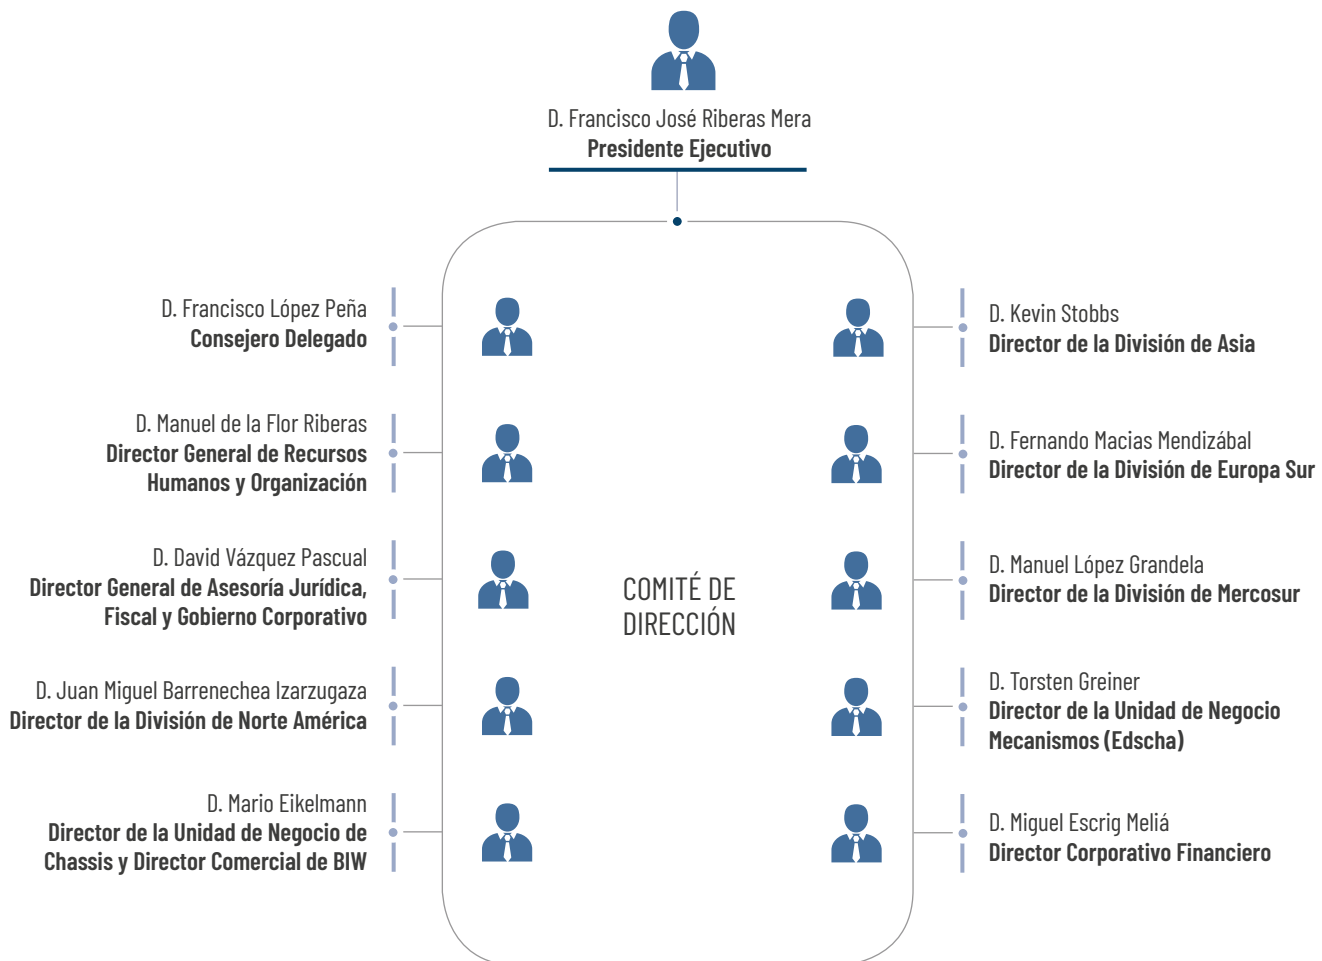 D. Francisco José Riberas Mera
Presidente Ejecutivo
D. Francisco López Peña
Consejero Delegado
D. Manuel de la Flor Riberas
Director General de Recursos
Humanos y Organización
D. David Vázquez Pascual
Director General de Asesoría Jurídica,
Fiscal y Gobierno Corporativo
D. Juan Miguel Barrenechea Izarzugaza
Director de la División de Norte América
D. Mario Eikelmann
Director de la Unidad de Negocio de
Chassis y Director Comercial de BIW
COMITÉ DE
DIRECCIÓN
D. Kevin Stobbs
Director de la División de Asia
D. Fernando Macias Mendizábal
Director de la División de Europa Sur
D. Manuel López Grandela
Director de la División de Mercosur
D. Torsten Greiner
Director de la Unidad de Negocio
Mecanismos (Edscha)
D. Miguel Escrig Meliá
Director Corporativo Financiero